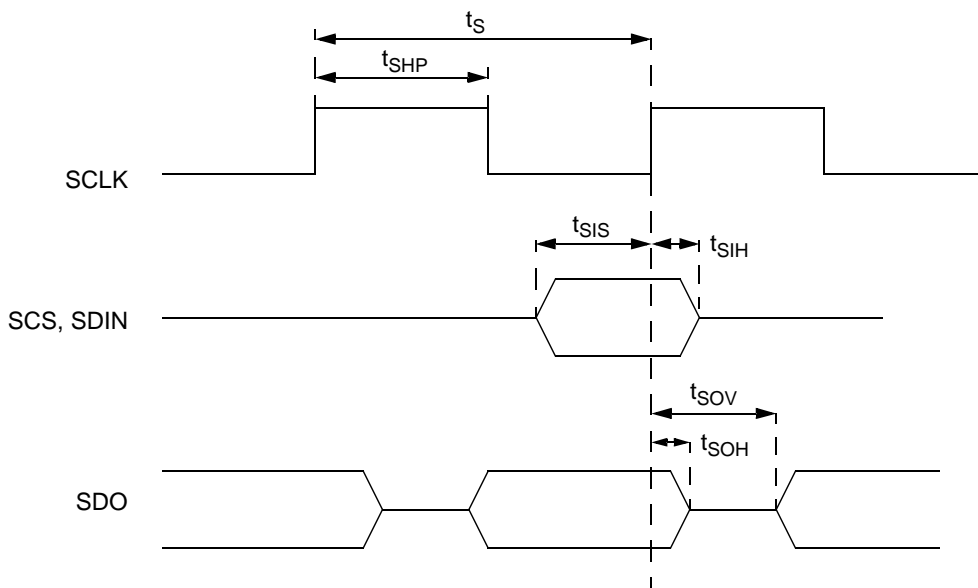 tS
tSHP
SCLK
tSIS
tSIH
SCS, SDIN
tSOV
tSOH
SDO